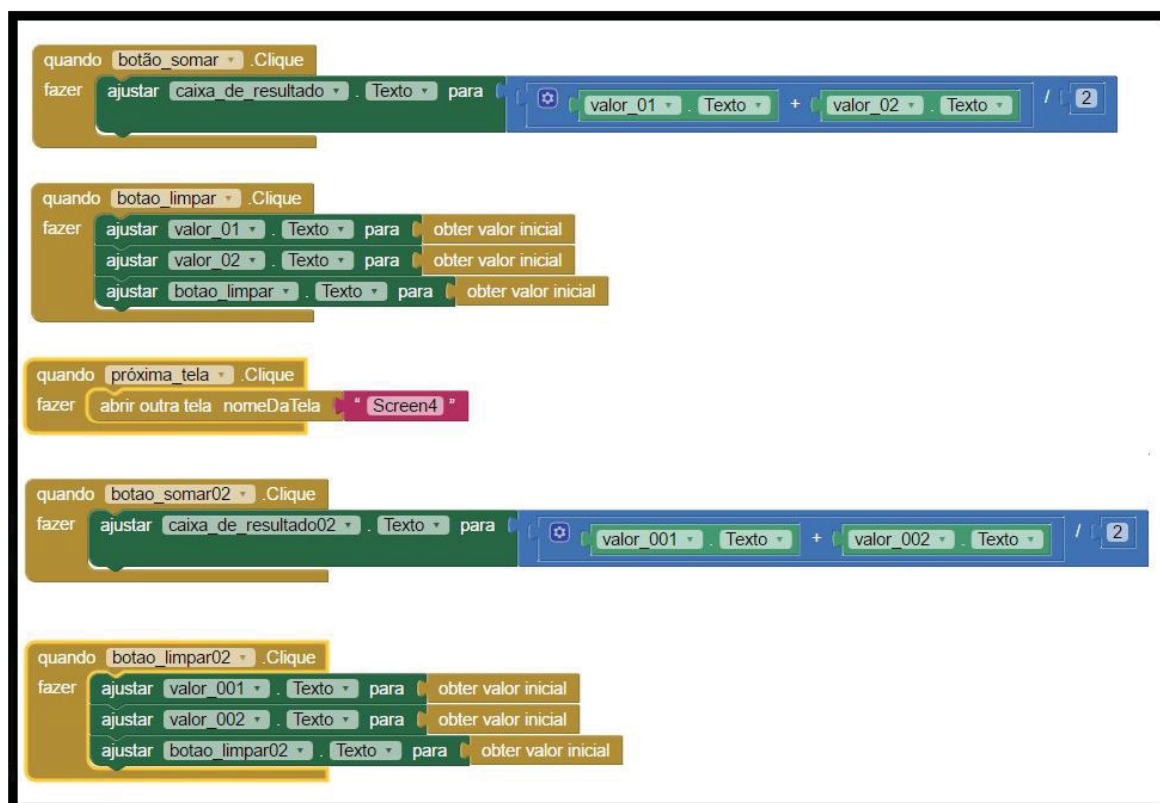 quando botão_somar .Clique
fazer ajustar caixa_de_resultado . Texto para valor_01 . Texto + valor_02 . Texto / 2
quando botao_limpar .Clique
fazer ajustar valor_01 . Texto para obter valor inicial
ajustar valor_02 . Texto para obter valor inicial
ajustar botao_limpar . Texto para obter valor inicial
quando próxima_tela .Clique
fazer abrir outra tela nomeDaTela " Screen4 "
quando botao_somar02 .Clique
fazer ajustar caixa_de_resultado02 . Texto para valor_001 . Texto + valor_002 . Texto / 2
quando botao_limpar02 .Clique
fazer ajustar valor_001 . Texto para obter valor inicial
ajustar valor_002 . Texto para obter valor inicial
ajustar botao_limpar02 . Texto para obter valor inicial